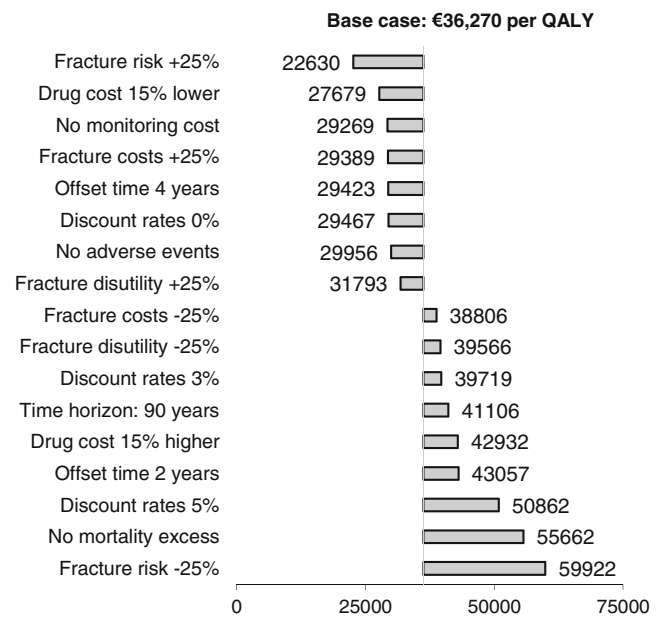 Base case: €36,270 per QALY
Fracture risk +25% 22630
Drug cost 15% lower 27679
No monitoring cost 29269
Fracture costs +25% 29389
Offset time 4 years 29423
Discount rates 0% 29467
No adverse events 29956
Fracture disutility +25% 31793
Fracture costs -25% 38806
Fracture disutility -25% 39566
Discount rates 3% 39719
Time horizon: 90 years 41106
Drug cost 15% higher 42932
Offset time 2 years 43057
Discount rates 5% 50862
No mortality excess 55662
Fracture risk -25% 59922
0 25000 50000 75000